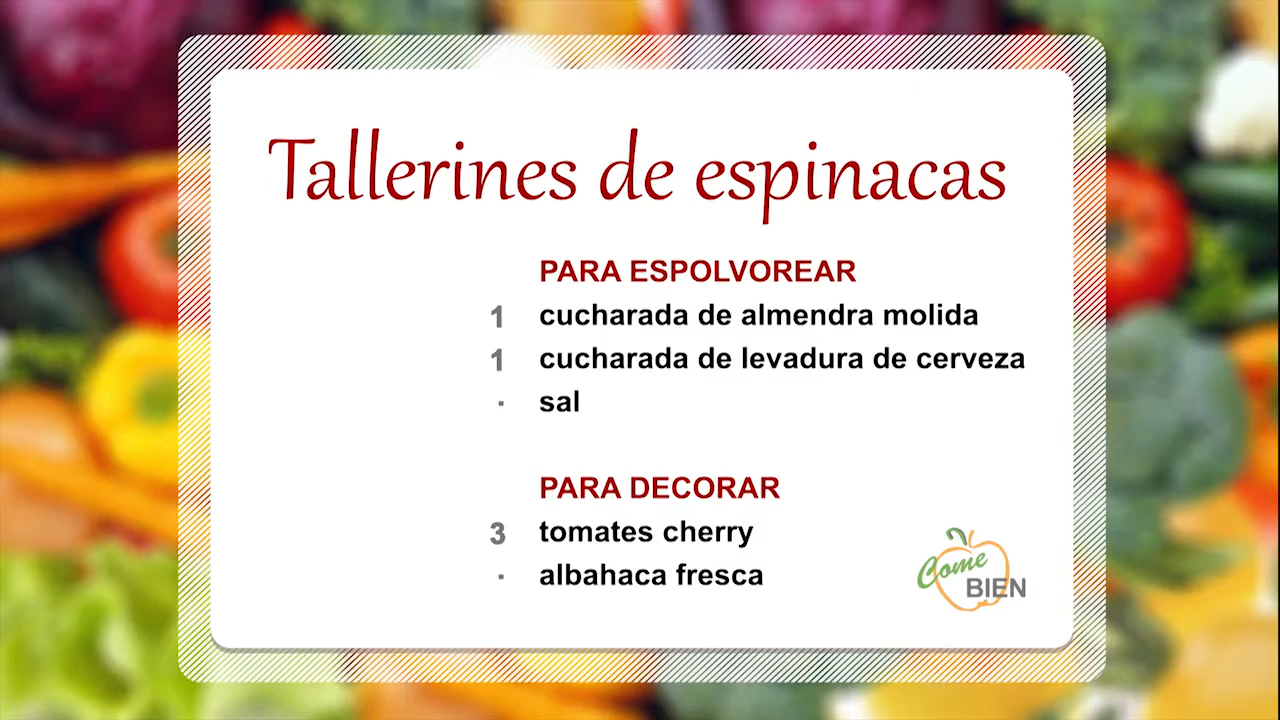 Tallerines de espinacas
PARA ESPOLVOREAR
1 cucharada de almendra molida
1 cucharada de levadura de cerveza
· sal
PARA DECORAR
3 tomates cherry
· albahaca fresca
Come
BIEN